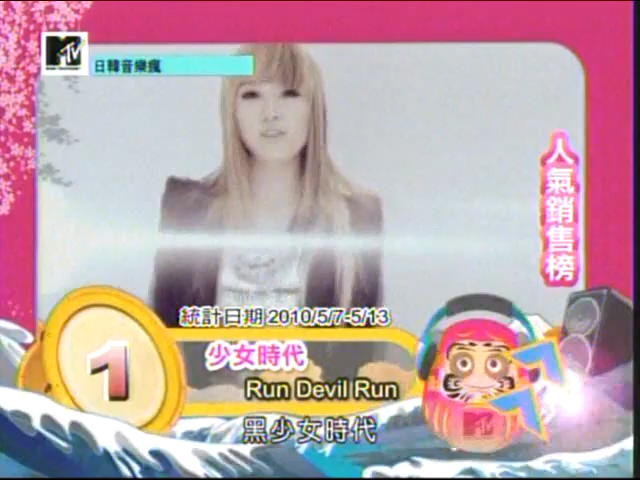 MTV
日韓音樂瘋
人氣銷售榜
統計日期 2010/5/7-5/13
1
少女時代
Run Devil Run
黑少女時代
MTV